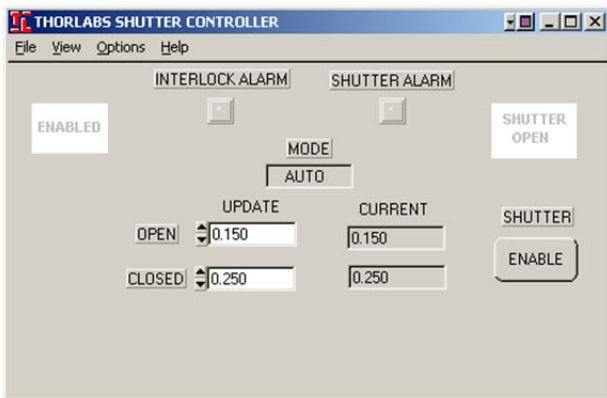 THORLABS SHUTTER CONTROLLER
File View Options Help
INTERLOCK ALARM SHUTTER ALARM
ENABLED
SHUTTER
OPEN
MODE
AUTO
UPDATE CURRENT
SHUTTER
OPEN 0.150 0.150
ENABLE
CLOSED 0.250 0.250